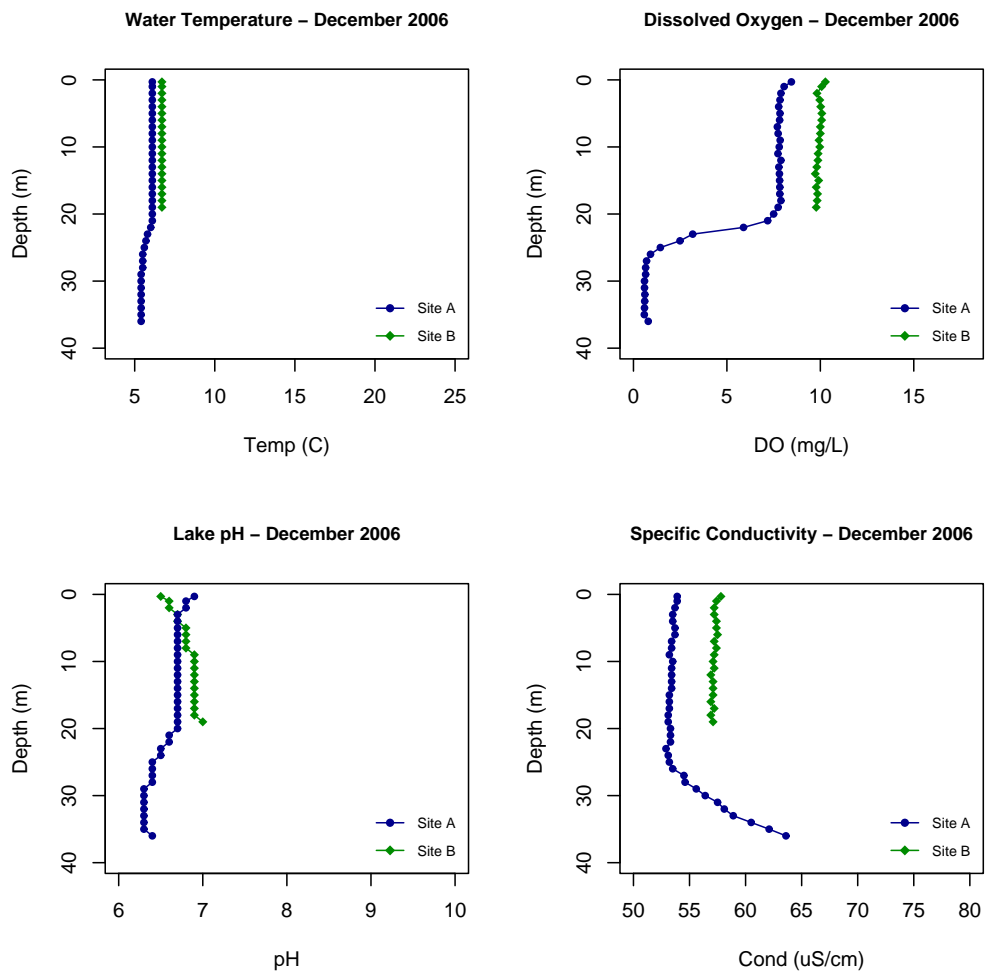 Water Temperature – December 2006
0
10
20
30
40
Depth (m)
5
10
15
20
25
Temp (C)
Site A
Site B
Dissolved Oxygen – December 2006
0
10
20
30
40
Depth (m)
0
5
10
15
DO (mg/L)
Site A
Site B
Lake pH – December 2006
0
10
20
30
40
Depth (m)
6
7
8
9
10
pH
Site A
Site B
Specific Conductivity – December 2006
0
10
20
30
40
Depth (m)
50
55
60
65
70
75
80
Cond (uS/cm)
Site A
Site B